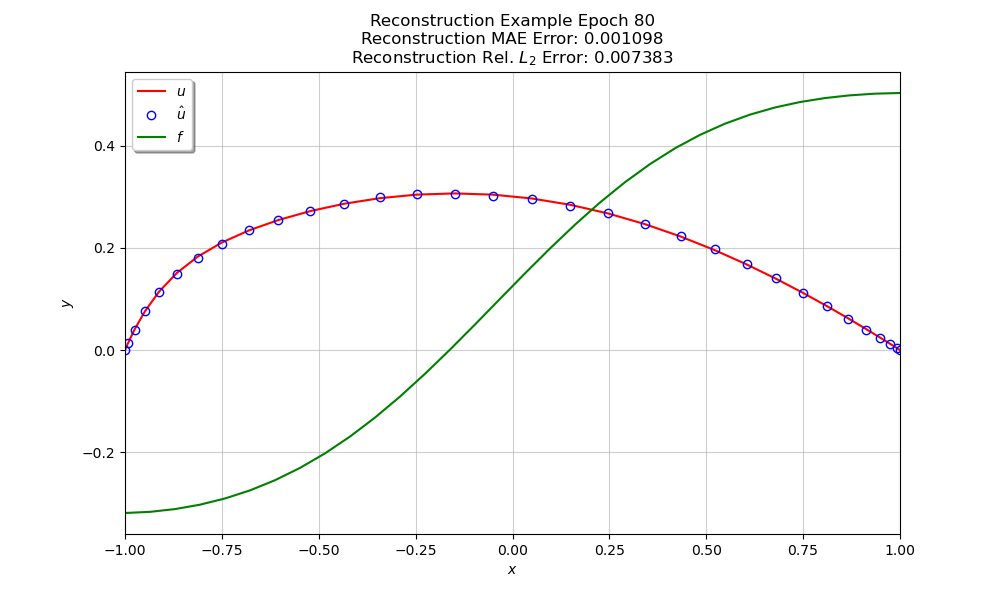 Reconstruction Example Epoch 80
Reconstruction MAE Error: 0.001098
Reconstruction Rel. L₂ Error: 0.007383
u
û
f
0.4
0.2
0.0
−0.2
y
−1.00 −0.75 −0.50 −0.25 0.00 0.25 0.50 0.75 1.00
x